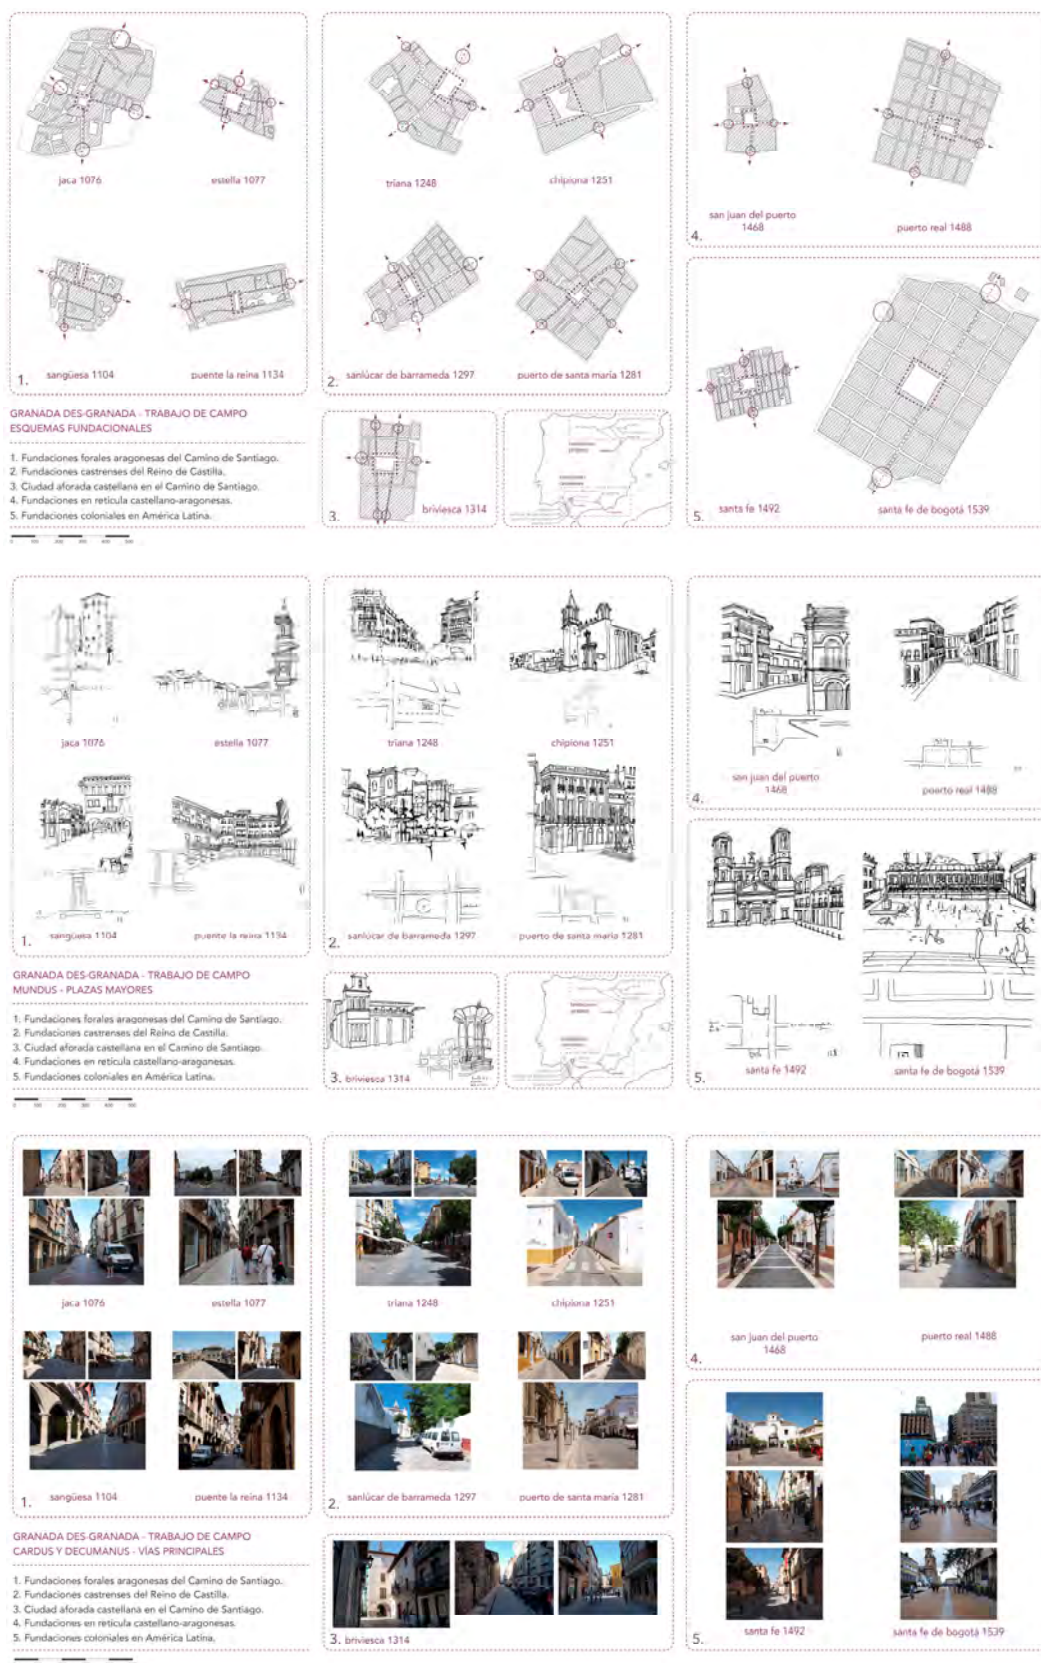 jaca 1076
estella 1077
sangüesa 1104
puente la reina 1134
1.
triana 1248
chipiona 1251
sanlúcar de barrameda 1297
puerto de santa maría 1281
2.
san juan del puerto
1468
puerto real 1488
4.
GRANADA DES-GRANADA - TRABAJO DE CAMPO
ESQUEMAS FUNDACIONALES
1. Fundaciones forales aragonesas del Camino de Santiago.
2. Fundaciones castrenses del Reino de Castilla.
3. Ciudad aforada castellana en el Camino de Santiago.
4. Fundaciones en retícula castellano-aragonesas.
5. Fundaciones coloniales en América Latina.
0 100 200 300 400 500
3.
briviesca 1314
santa fe 1492
santa fe de bogotá 1539
5.
jaca 1076
estella 1077
sangüesa 1104
puente la reina 1134
1.
triana 1248
chipiona 1251
sanlúcar de barrameda 1297
puerto de santa maría 1281
2.
san juan del puerto
1468
puerto real 1488
4.
GRANADA DES-GRANADA - TRABAJO DE CAMPO
MUNDUS - PLAZAS MAYORES
1. Fundaciones forales aragonesas del Camino de Santiago.
2. Fundaciones castrenses del Reino de Castilla.
3. Ciudad aforada castellana en el Camino de Santiago.
4. Fundaciones en retícula castellano-aragonesas.
5. Fundaciones coloniales en América Latina.
0 100 200 300 400 500
3. briviesca 1314
santa fe 1492
santa fe de bogotá 1539
5.
jaca 1076
estella 1077
sangüesa 1104
puente la reina 1134
1.
triana 1248
chipiona 1251
sanlúcar de barrameda 1297
puerto de santa maría 1281
2.
san juan del puerto
1468
puerto real 1488
4.
GRANADA DES-GRANADA - TRABAJO DE CAMPO
CARDUS Y DECUMANUS - VÍAS PRINCIPALES
1. Fundaciones forales aragonesas del Camino de Santiago.
2. Fundaciones castrenses del Reino de Castilla.
3. Ciudad aforada castellana en el Camino de Santiago.
4. Fundaciones en retícula castellano-aragonesas.
5. Fundaciones coloniales en América Latina.
3. briviesca 1314
santa fe 1492
santa fe de bogotá 1539
5.